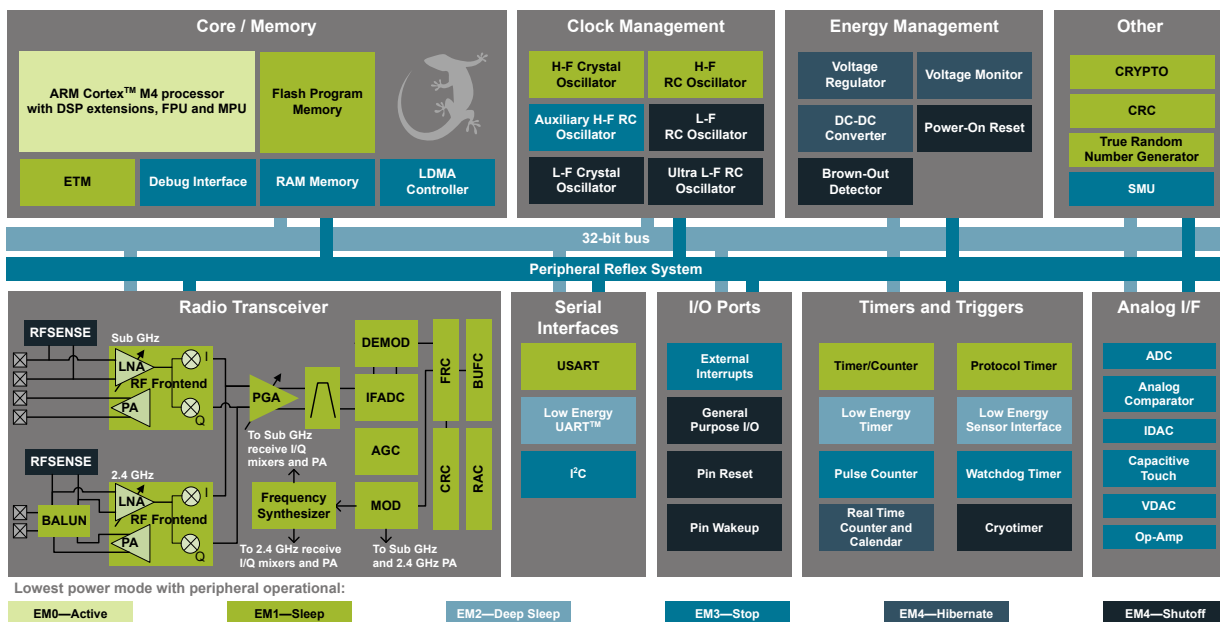 Core / Memory
ARM Cortex™ M4 processor
with DSP extensions, FPU and MPU
Flash Program
Memory
ETM
Debug Interface
RAM Memory
LDMA
Controller
Clock Management
H-F Crystal
Oscillator
H-F
RC Oscillator
Auxiliary H-F RC
Oscillator
L-F
RC Oscillator
L-F Crystal
Oscillator
Ultra L-F RC
Oscillator
Energy Management
Voltage
Regulator
Voltage Monitor
DC-DC
Converter
Power-On Reset
Brown-Out
Detector
Other
CRYPTO
CRC
True Random
Number Generator
SMU
32-bit bus
Peripheral Reflex System
Radio Transceiver
RFSENSE
Sub GHz
LNA
RF Frontend
PA
I
Q
PGA
To Sub GHz
receive I/Q
mixers and PA
DEMOD
IFADC
AGC
MOD
FRC
BUFC
CRC
RAC
RFSENSE
2.4 GHz
LNA
RF Frontend
BALUN
PA
I
Q
Frequency
Synthesizer
To 2.4 GHz receive
I/Q mixers and PA
To Sub GHz
and 2.4 GHz PA
Serial
Interfaces
USART
Low Energy
UART™
I²C
I/O Ports
External
Interrupts
General
Purpose I/O
Pin Reset
Pin Wakeup
Timers and Triggers
Timer/Counter
Protocol Timer
Low Energy
Timer
Low Energy
Sensor Interface
Pulse Counter
Watchdog Timer
Real Time
Counter and
Calendar
Cryotimer
Analog I/F
ADC
Analog
Comparator
IDAC
Capacitive
Touch
VDAC
Op-Amp
Lowest power mode with peripheral operational:
EM0—Active
EM1—Sleep
EM2—Deep Sleep
EM3—Stop
EM4—Hibernate
EM4—Shutoff